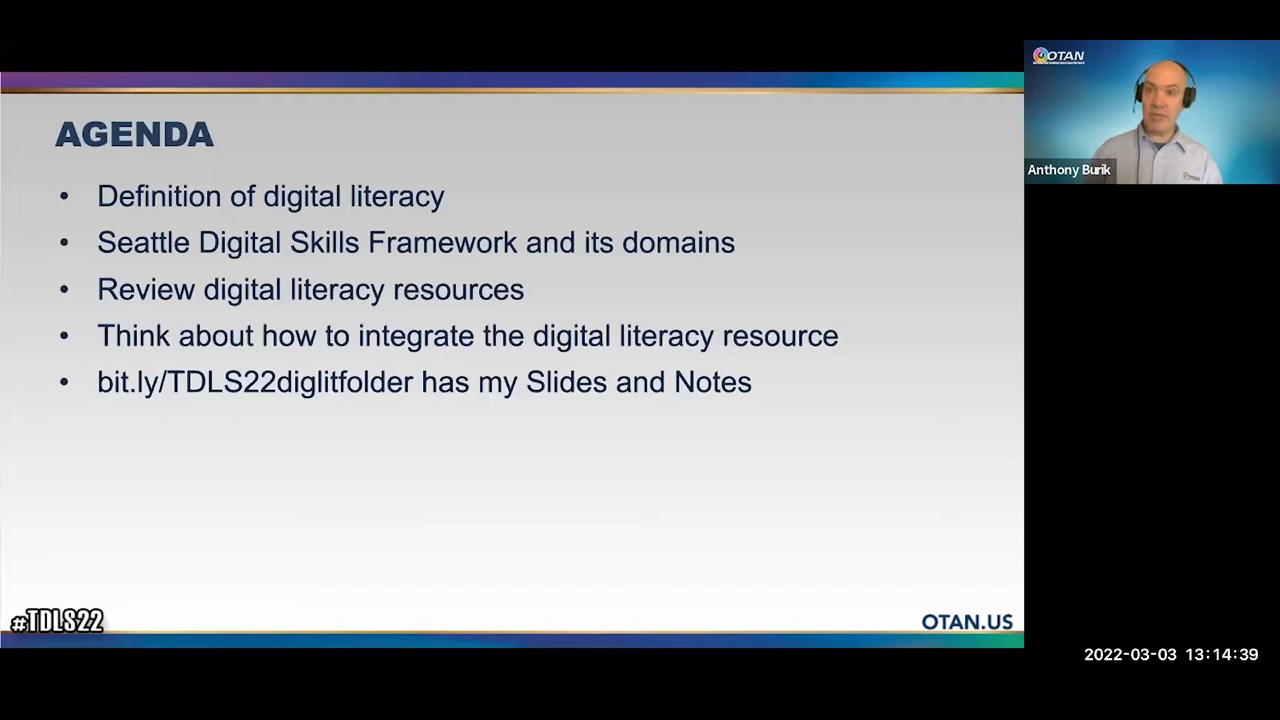 AGENDA
• Definition of digital literacy
• Seattle Digital Skills Framework and its domains
• Review digital literacy resources
• Think about how to integrate the digital literacy resource
• bit.ly/TDLS22diglitfolder has my Slides and Notes
#TDLS22
OTAN.US
OTAN
Anthony Burik
OTAN
2022-03-03 13:14:39